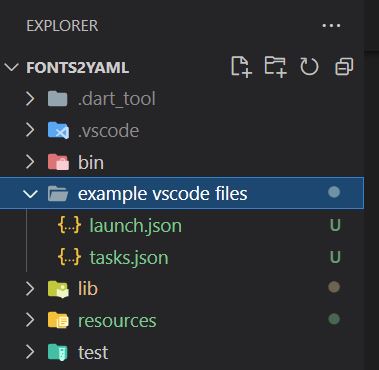 EXPLORER
FONTS2YAML
.dart_tool
.vscode
bin
example vscode files
launch.json U
tasks.json U
lib
resources
test